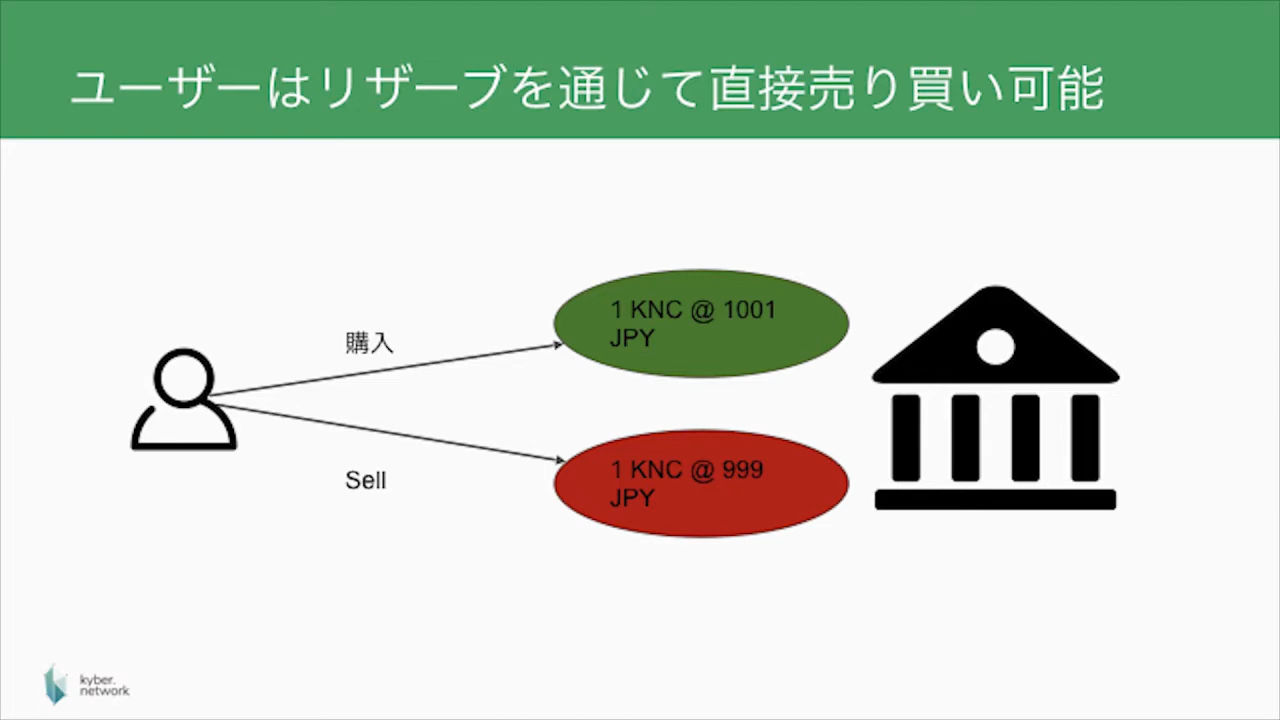 ユーザーはリザーブを通じて直接売り買い可能
購入
1 KNC @ 1001
JPY
Sell
1 KNC @ 999
JPY
kyber.
network